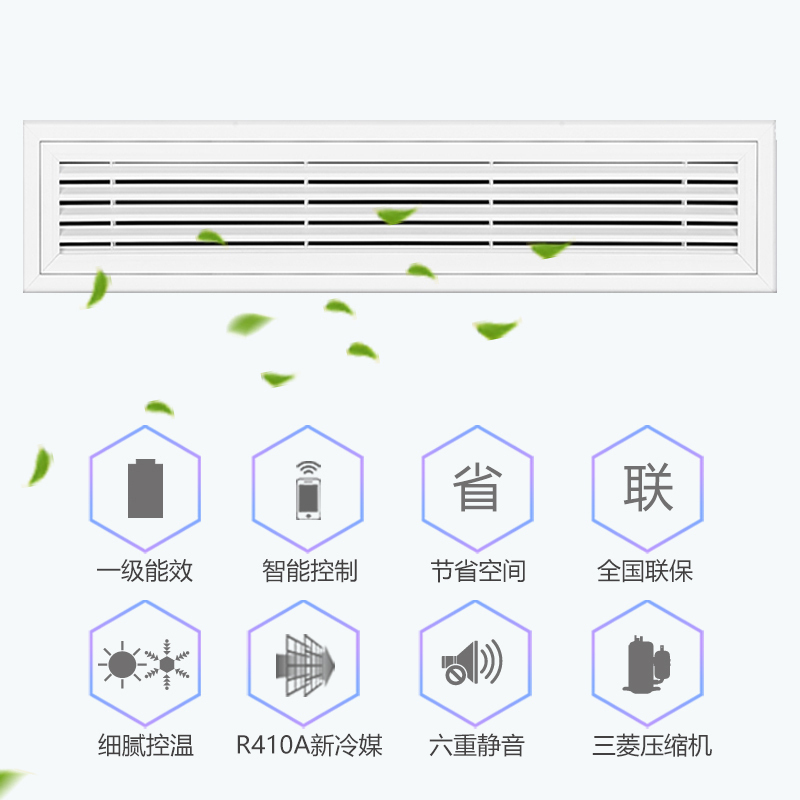 省
联
一级能效
智能控制
节省空间
全国联保
细腻控温
R410A新冷媒
六重静音
三菱压缩机